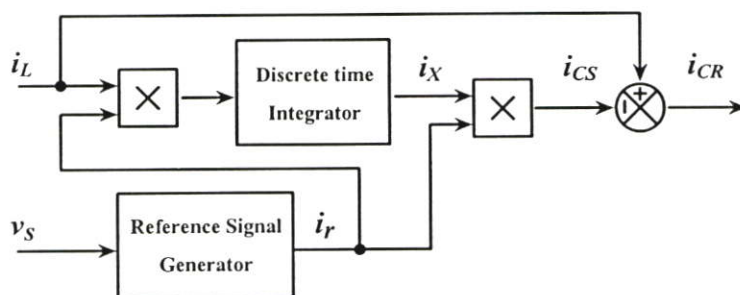 i_L
×
Discrete time
Integrator
i_X
×
i_CS
+
-
i_CR
v_S
Reference Signal
Generator
i_r